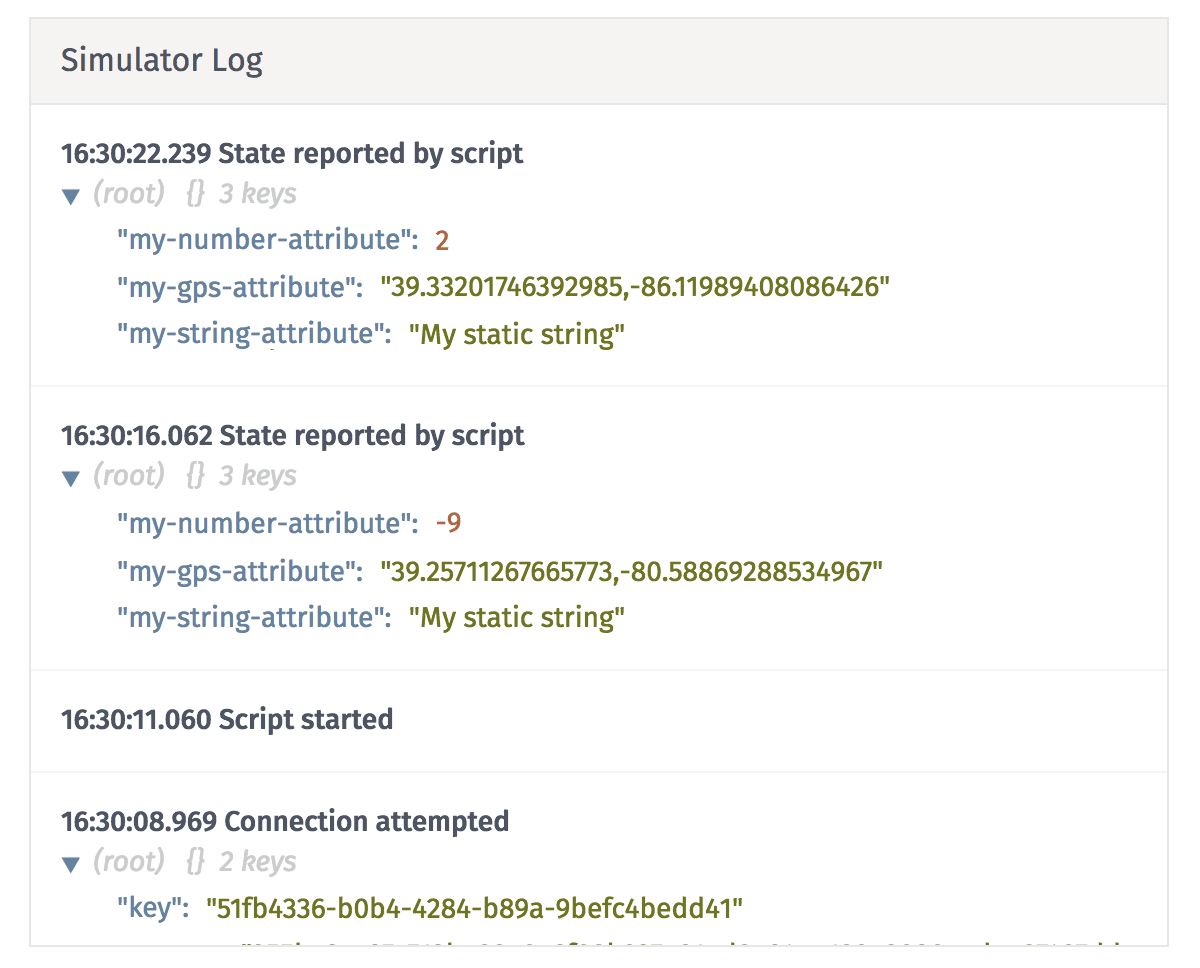 Simulator Log
16:30:22.239 State reported by script
▼ (root) {} 3 keys
"my-number-attribute": 2
"my-gps-attribute": "39.33201746392985,-86.11989408086426"
"my-string-attribute": "My static string"
16:30:16.062 State reported by script
▼ (root) {} 3 keys
"my-number-attribute": -9
"my-gps-attribute": "39.25711267665773,-80.58869288534967"
"my-string-attribute": "My static string"
16:30:11.060 Script started
16:30:08.969 Connection attempted
▼ (root) {} 2 keys
"key": "51fb4336-b0b4-4284-b89a-9befc4bedd41"